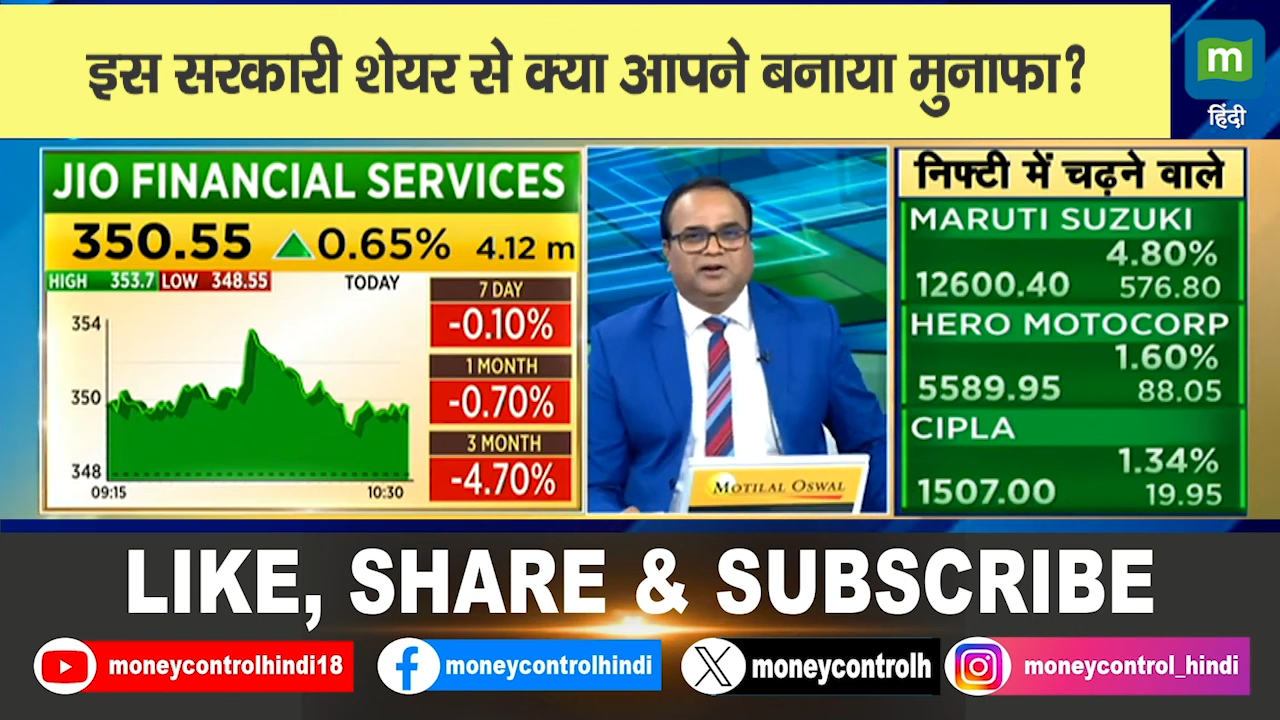 इस सरकारी शेयर से क्या आपने बनाया मुनाफा?
m
हिंदी
JIO FINANCIAL SERVICES
350.55 0.65% 4.12 m
HIGH 353.7 LOW 348.55 TODAY
354
350
348
09:15 10:30
7 DAY
-0.10%
1 MONTH
-0.70%
3 MONTH
-4.70%
MOTILAL OSWAL
निफ्टी में चढ़ने वाले
MARUTI SUZUKI
4.80%
12600.40 576.80
HERO MOTOCORP
1.60%
5589.95 88.05
CIPLA
1.34%
1507.00 19.95
LIKE, SHARE & SUBSCRIBE
moneycontrolhindi18 moneycontrolhindi moneycontrolh moneycontrol_hindi